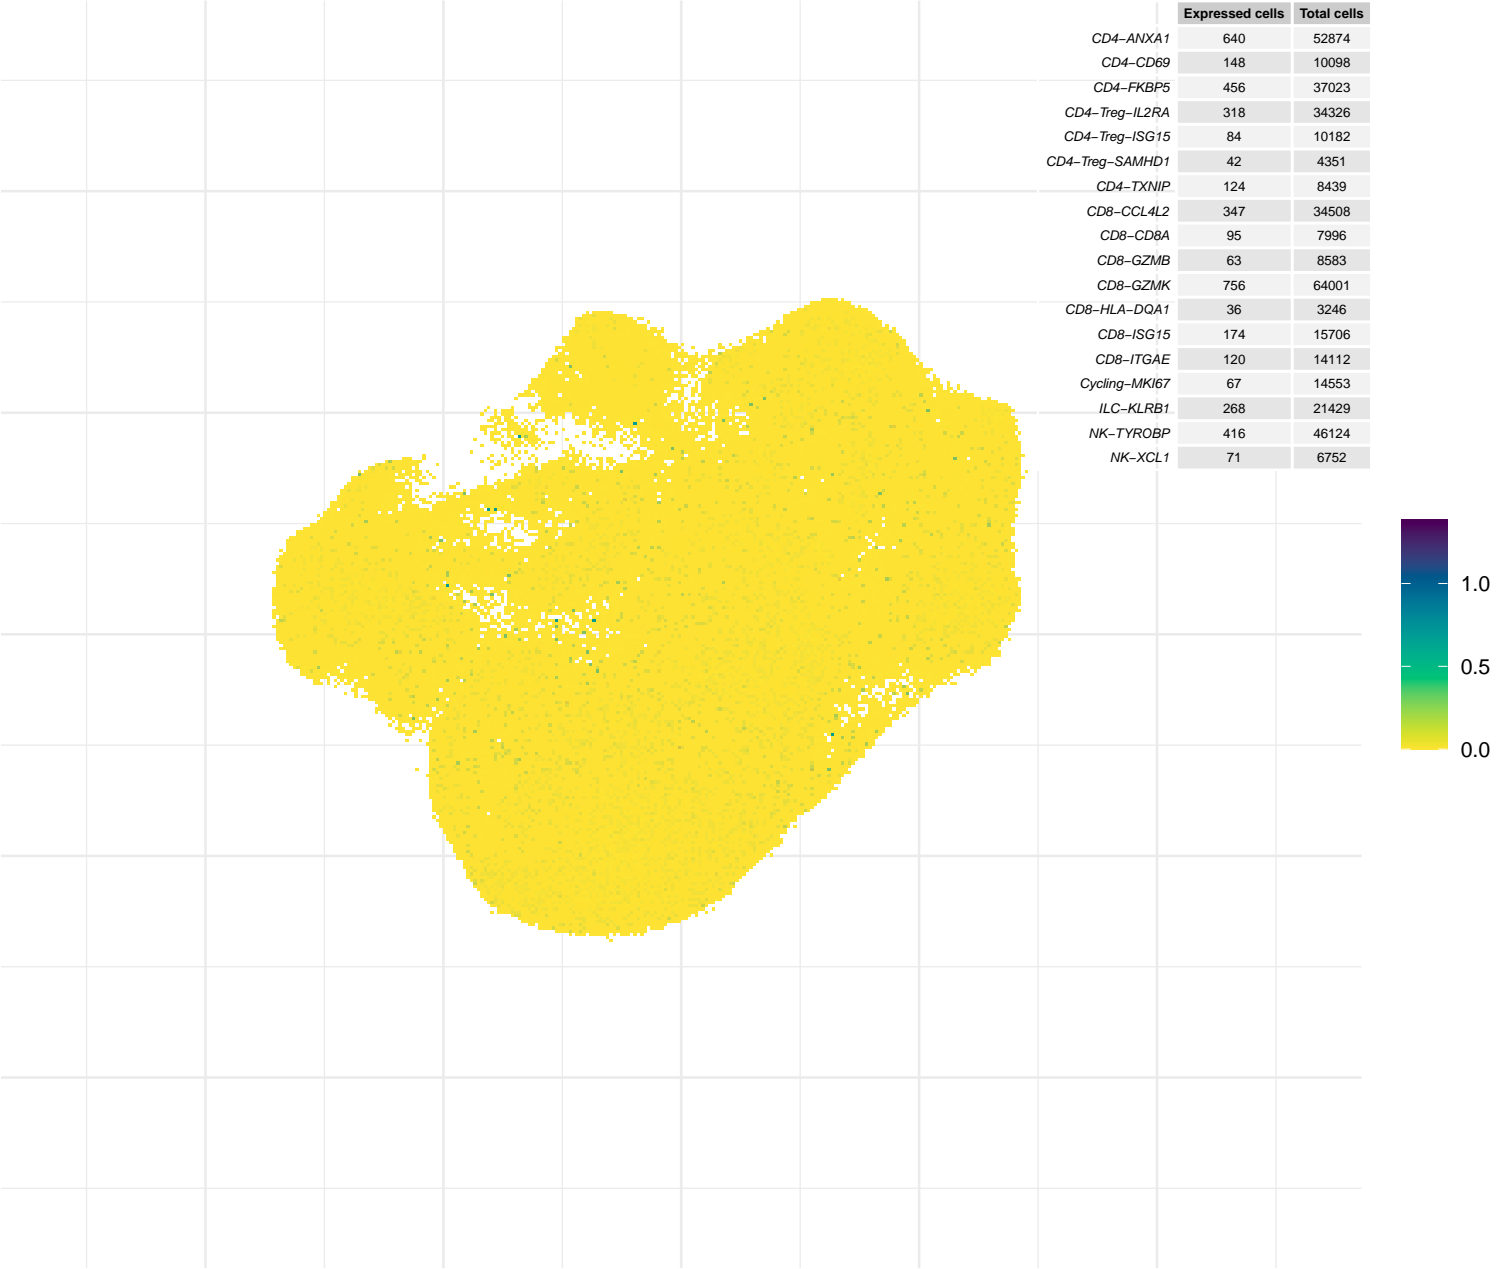 Expressed cells Total cells
CD4−ANXA1 640 52874
CD4−CD69 148 10098
CD4−FKBP5 456 37023
CD4−Treg−IL2RA 318 34326
CD4−Treg−ISG15 84 10182
CD4−Treg−SAMHD1 42 4351
CD4−TXNIP 124 8439
CD8−CCL4L2 347 34508
CD8−CD8A 95 7996
CD8−GZMB 63 8583
CD8−GZMK 756 64001
CD8−HLA−DQA1 36 3246
CD8−ISG15 174 15706
CD8−ITGAE 120 14112
Cycling−MKI67 67 14553
ILC−KLRB1 268 21429
NK−TYROBP 416 46124
NK−XCL1 71 6752
1.0
0.5
0.0